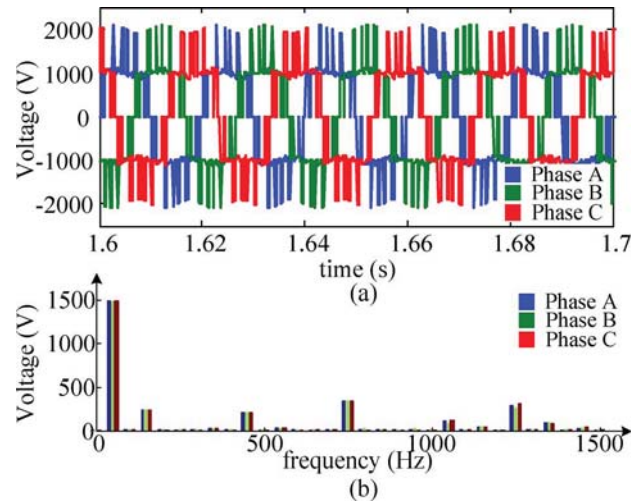 2000
1000
0
-1000
-2000
Voltage (V)
Phase A
Phase B
Phase C
1.6 1.62 1.64 1.66 1.68 1.7
time (s)
(a)
1500
1000
500
0
Voltage (V)
Phase A
Phase B
Phase C
0 500 1000 1500
frequency (Hz)
(b)